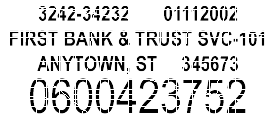 3242-34232 01112002
FIRST BANK & TRUST SVC-101
ANYTOWN, ST 345673
0600423752